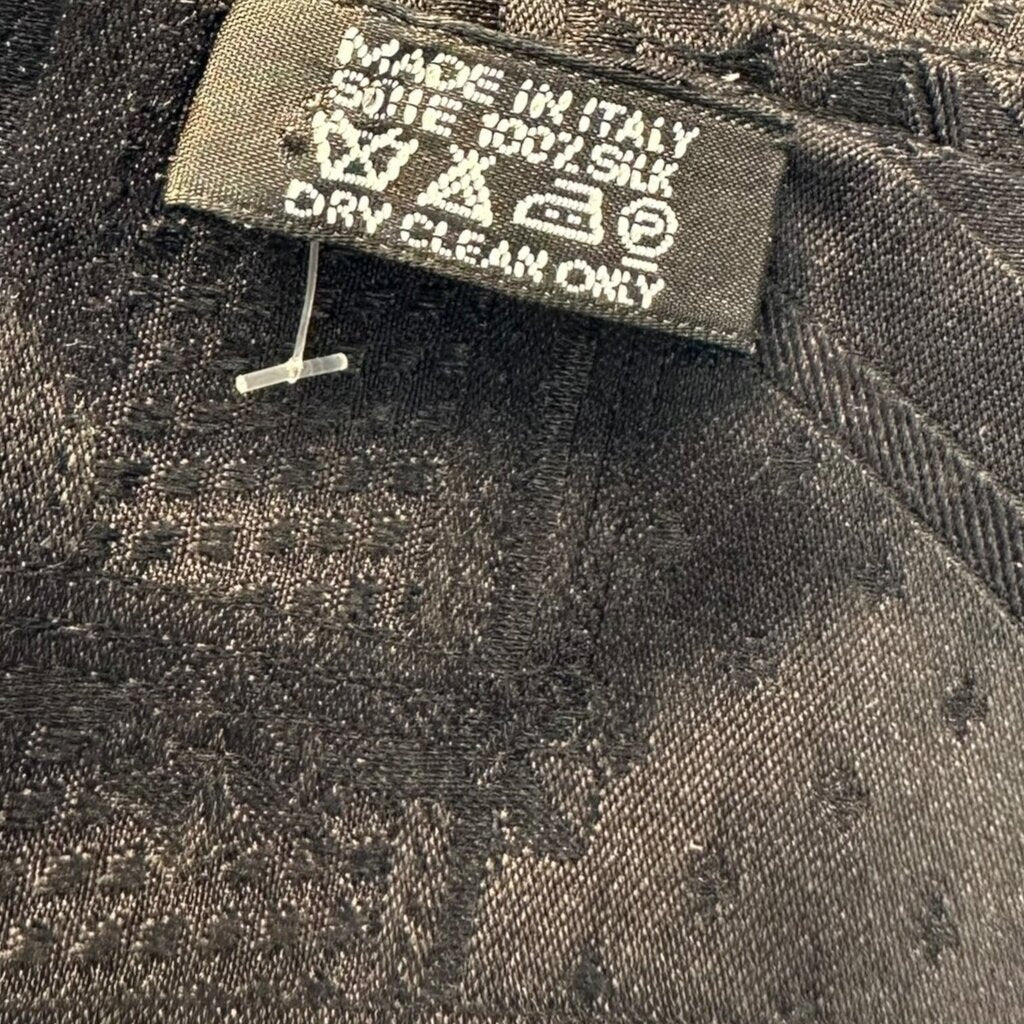 MADE IN ITALY
SOIE 100% SILK
P
DRY CLEAN ONLY